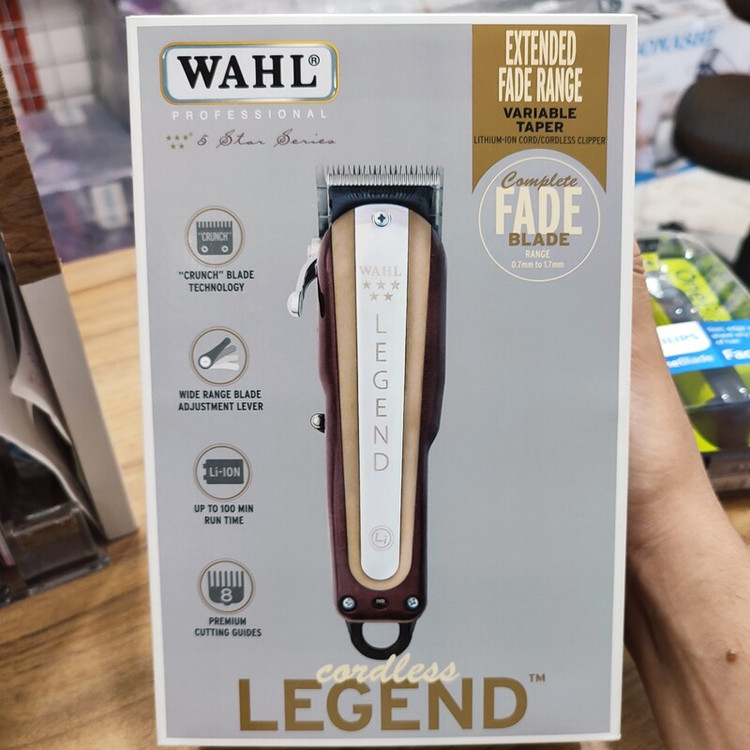 WAHL®
PROFESSIONAL
5 Star Series
EXTENDED
FADE RANGE
VARIABLE
TAPER
LITHIUM-ION CORD/CORDLESS CLIPPER
Complete
FADE
BLADE
RANGE
0.7mm to 1.7mm
"CRUNCH"
"CRUNCH" BLADE
TECHNOLOGY
WIDE RANGE BLADE
ADJUSTMENT LEVER
Li-ION
UP TO 100 MIN
RUN TIME
8
PREMIUM
CUTTING GUIDES
WAHL
LEGEND
Li
cordless
LEGEND™